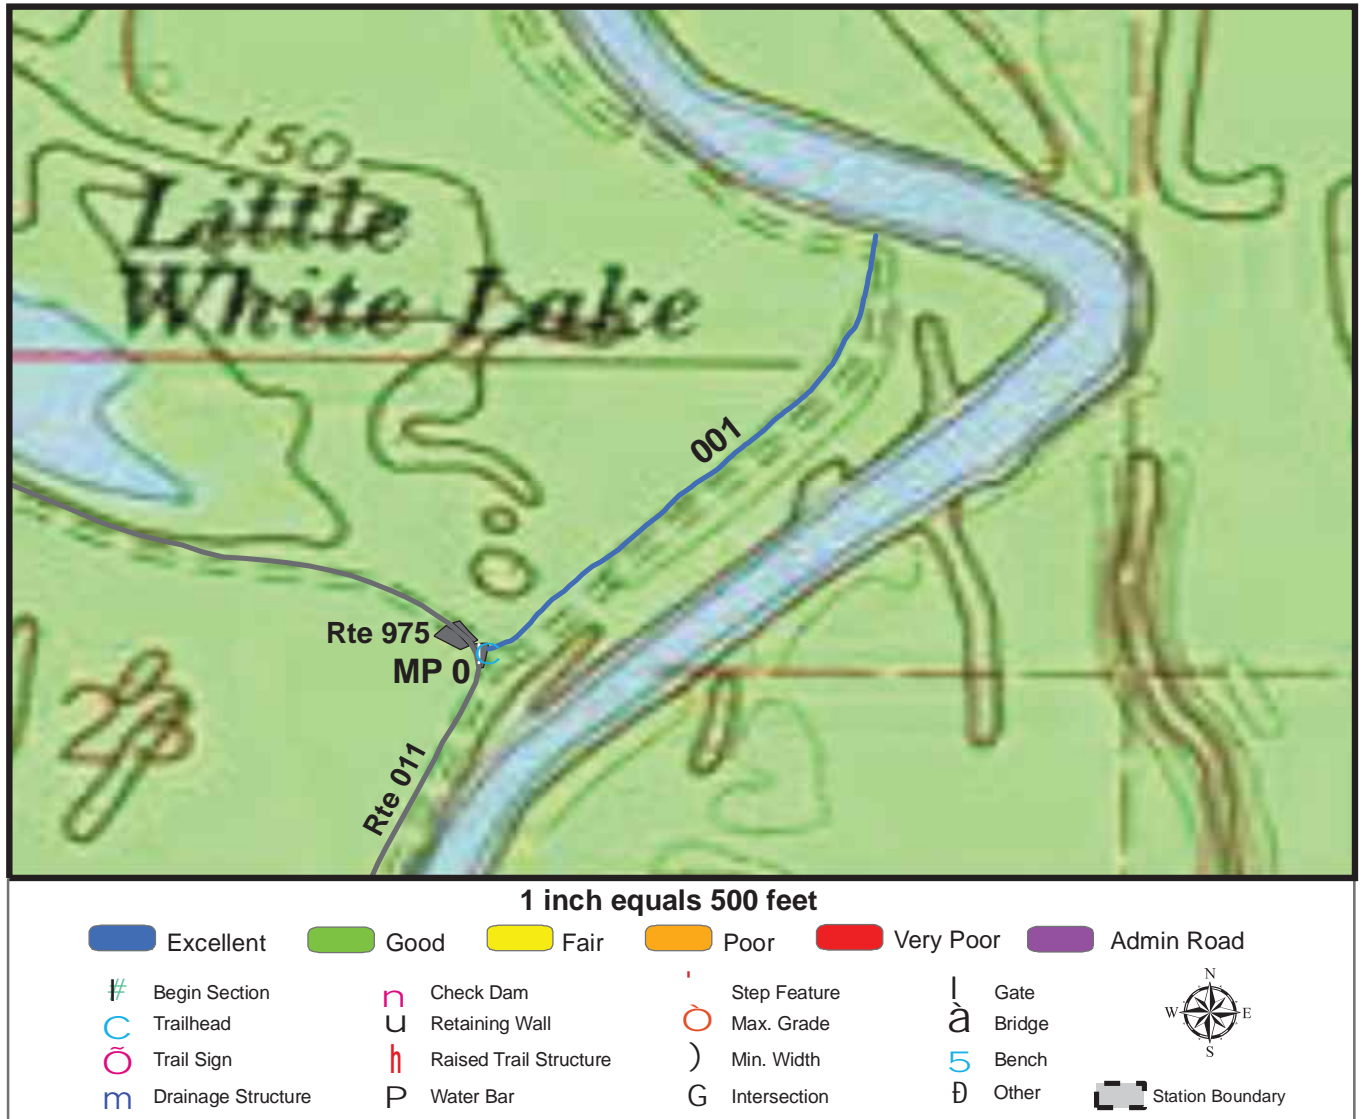 150
Little
White Lake
001
Rte 975
MP 0
Rte 011
1 inch equals 500 feet
Excellent Good Fair Poor Very Poor Admin Road
# Begin Section n Check Dam ' Step Feature l Gate
C Trailhead u Retaining Wall Ò Max. Grade à Bridge
Õ Trail Sign h Raised Trail Structure ) Min. Width 5 Bench
m Drainage Structure P Water Bar G Intersection Ð Other Station Boundary
N
W E
S